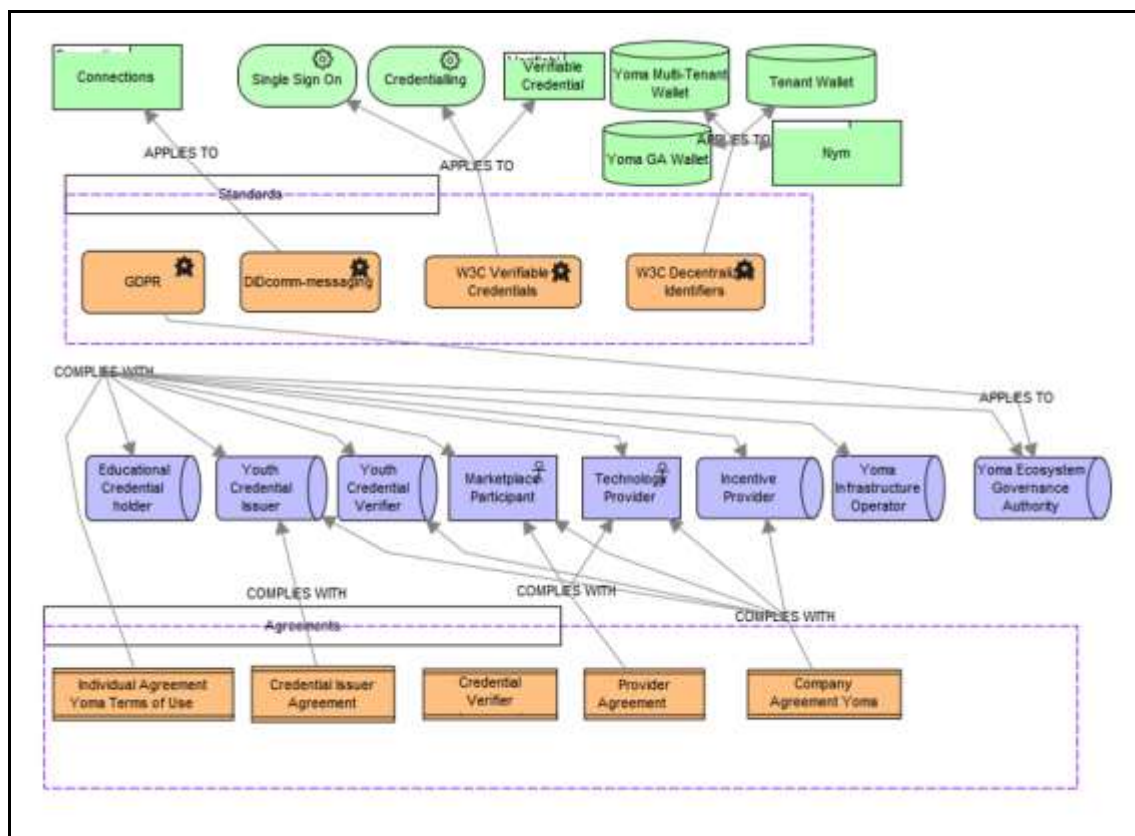 Connections
Single Sign On
Credentialling
Verifiable
Credential
Yoma Multi-Tenant
Wallet
Tenant Wallet
Yoma GA Wallet
Nym
APPLIES TO
APPLIES TO
APPLIES TO
Standards
GDPR
DIDcomm-messaging
W3C Verifiable
Credentials
W3C Decentralized
Identifiers
COMPLIES WITH
APPLIES TO
Educational
Credential
holder
Youth
Credential
Issuer
Youth
Credential
Verifier
Marketplace
Participant
Technology
Provider
Incentive
Provider
Yoma
Infrastructure
Operator
Yoma Ecosystem
Governance
Authority
COMPLIES WITH
COMPLIES WITH
COMPLIES WITH
Agreements
Individual Agreement
Yoma Terms of Use
Credential Issuer
Agreement
Credential
Verifier
Provider
Agreement
Company
Agreement Yoma